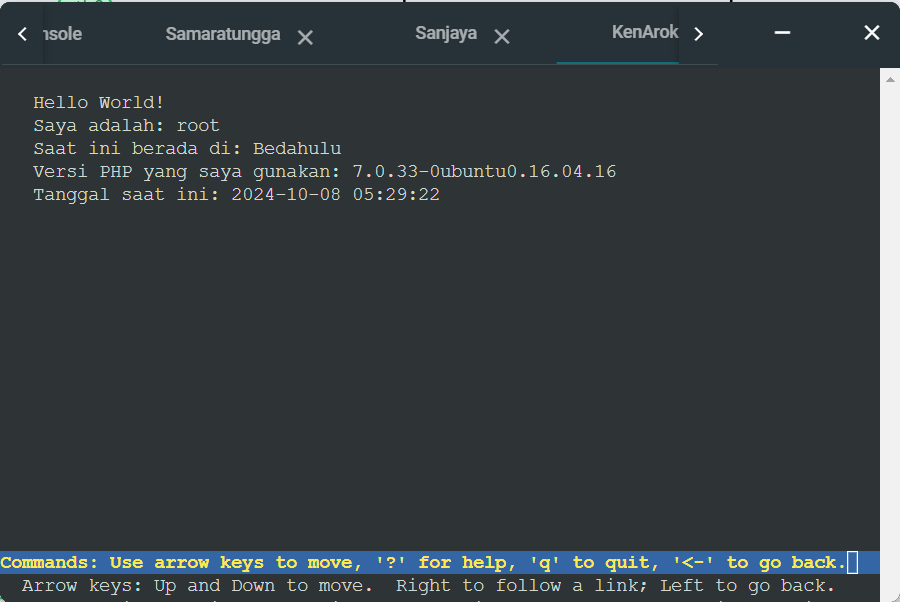 nsole Samaratungga Sanjaya KenArok
Hello World!
Saya adalah: root
Saat ini berada di: Bedahulu
Versi PHP yang saya gunakan: 7.0.33-0ubuntu0.16.04.16
Tanggal saat ini: 2024-10-08 05:29:22
Commands: Use arrow keys to move, '?' for help, 'q' to quit, '<-' to go back.
Arrow keys: Up and Down to move.  Right to follow a link; Left to go back.